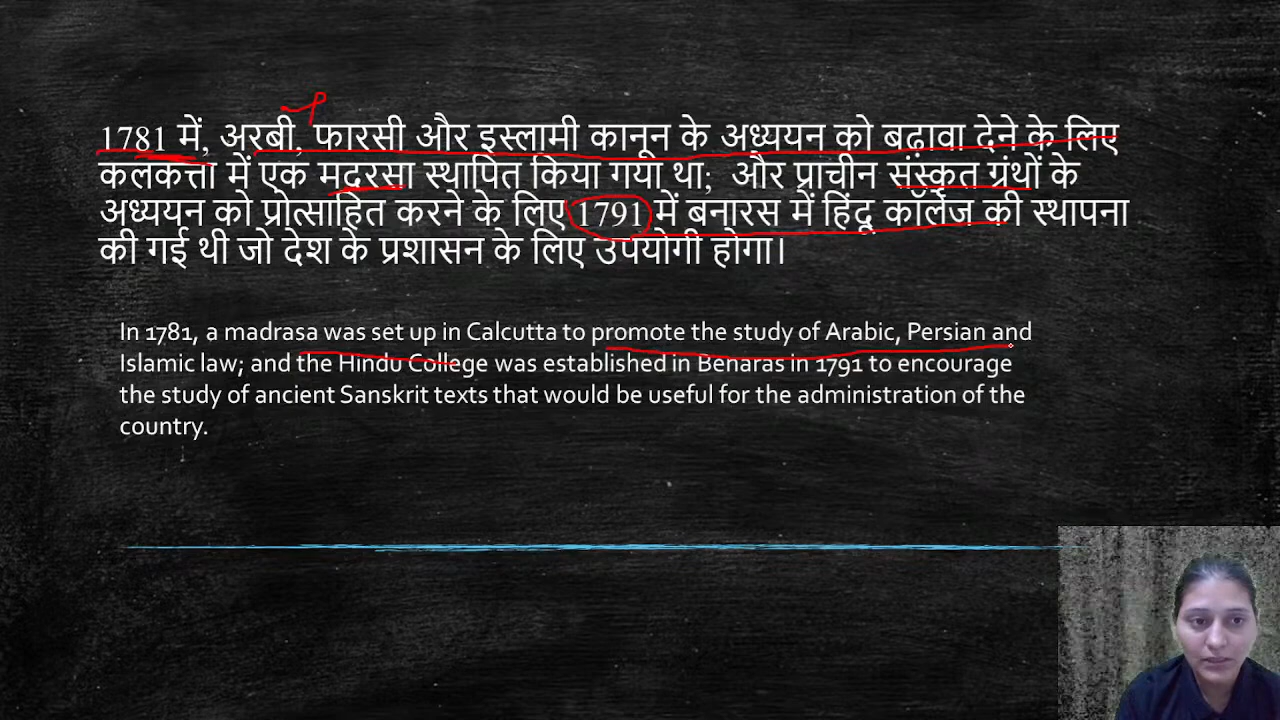 1781 में, अरबी, फारसी और इस्लामी कानून के अध्ययन को बढ़ावा देने के लिए
कलकत्ता में एक मदरसा स्थापित किया गया था; और प्राचीन संस्कृत ग्रंथों के
अध्ययन को प्रोत्साहित करने के लिए 1791 में बनारस में हिंदू कॉलेज की स्थापना
की गई थी जो देश के प्रशासन के लिए उपयोगी होगा।
In 1781, a madrasa was set up in Calcutta to promote the study of Arabic, Persian and
Islamic law; and the Hindu College was established in Benaras in 1791 to encourage
the study of ancient Sanskrit texts that would be useful for the administration of the
country.